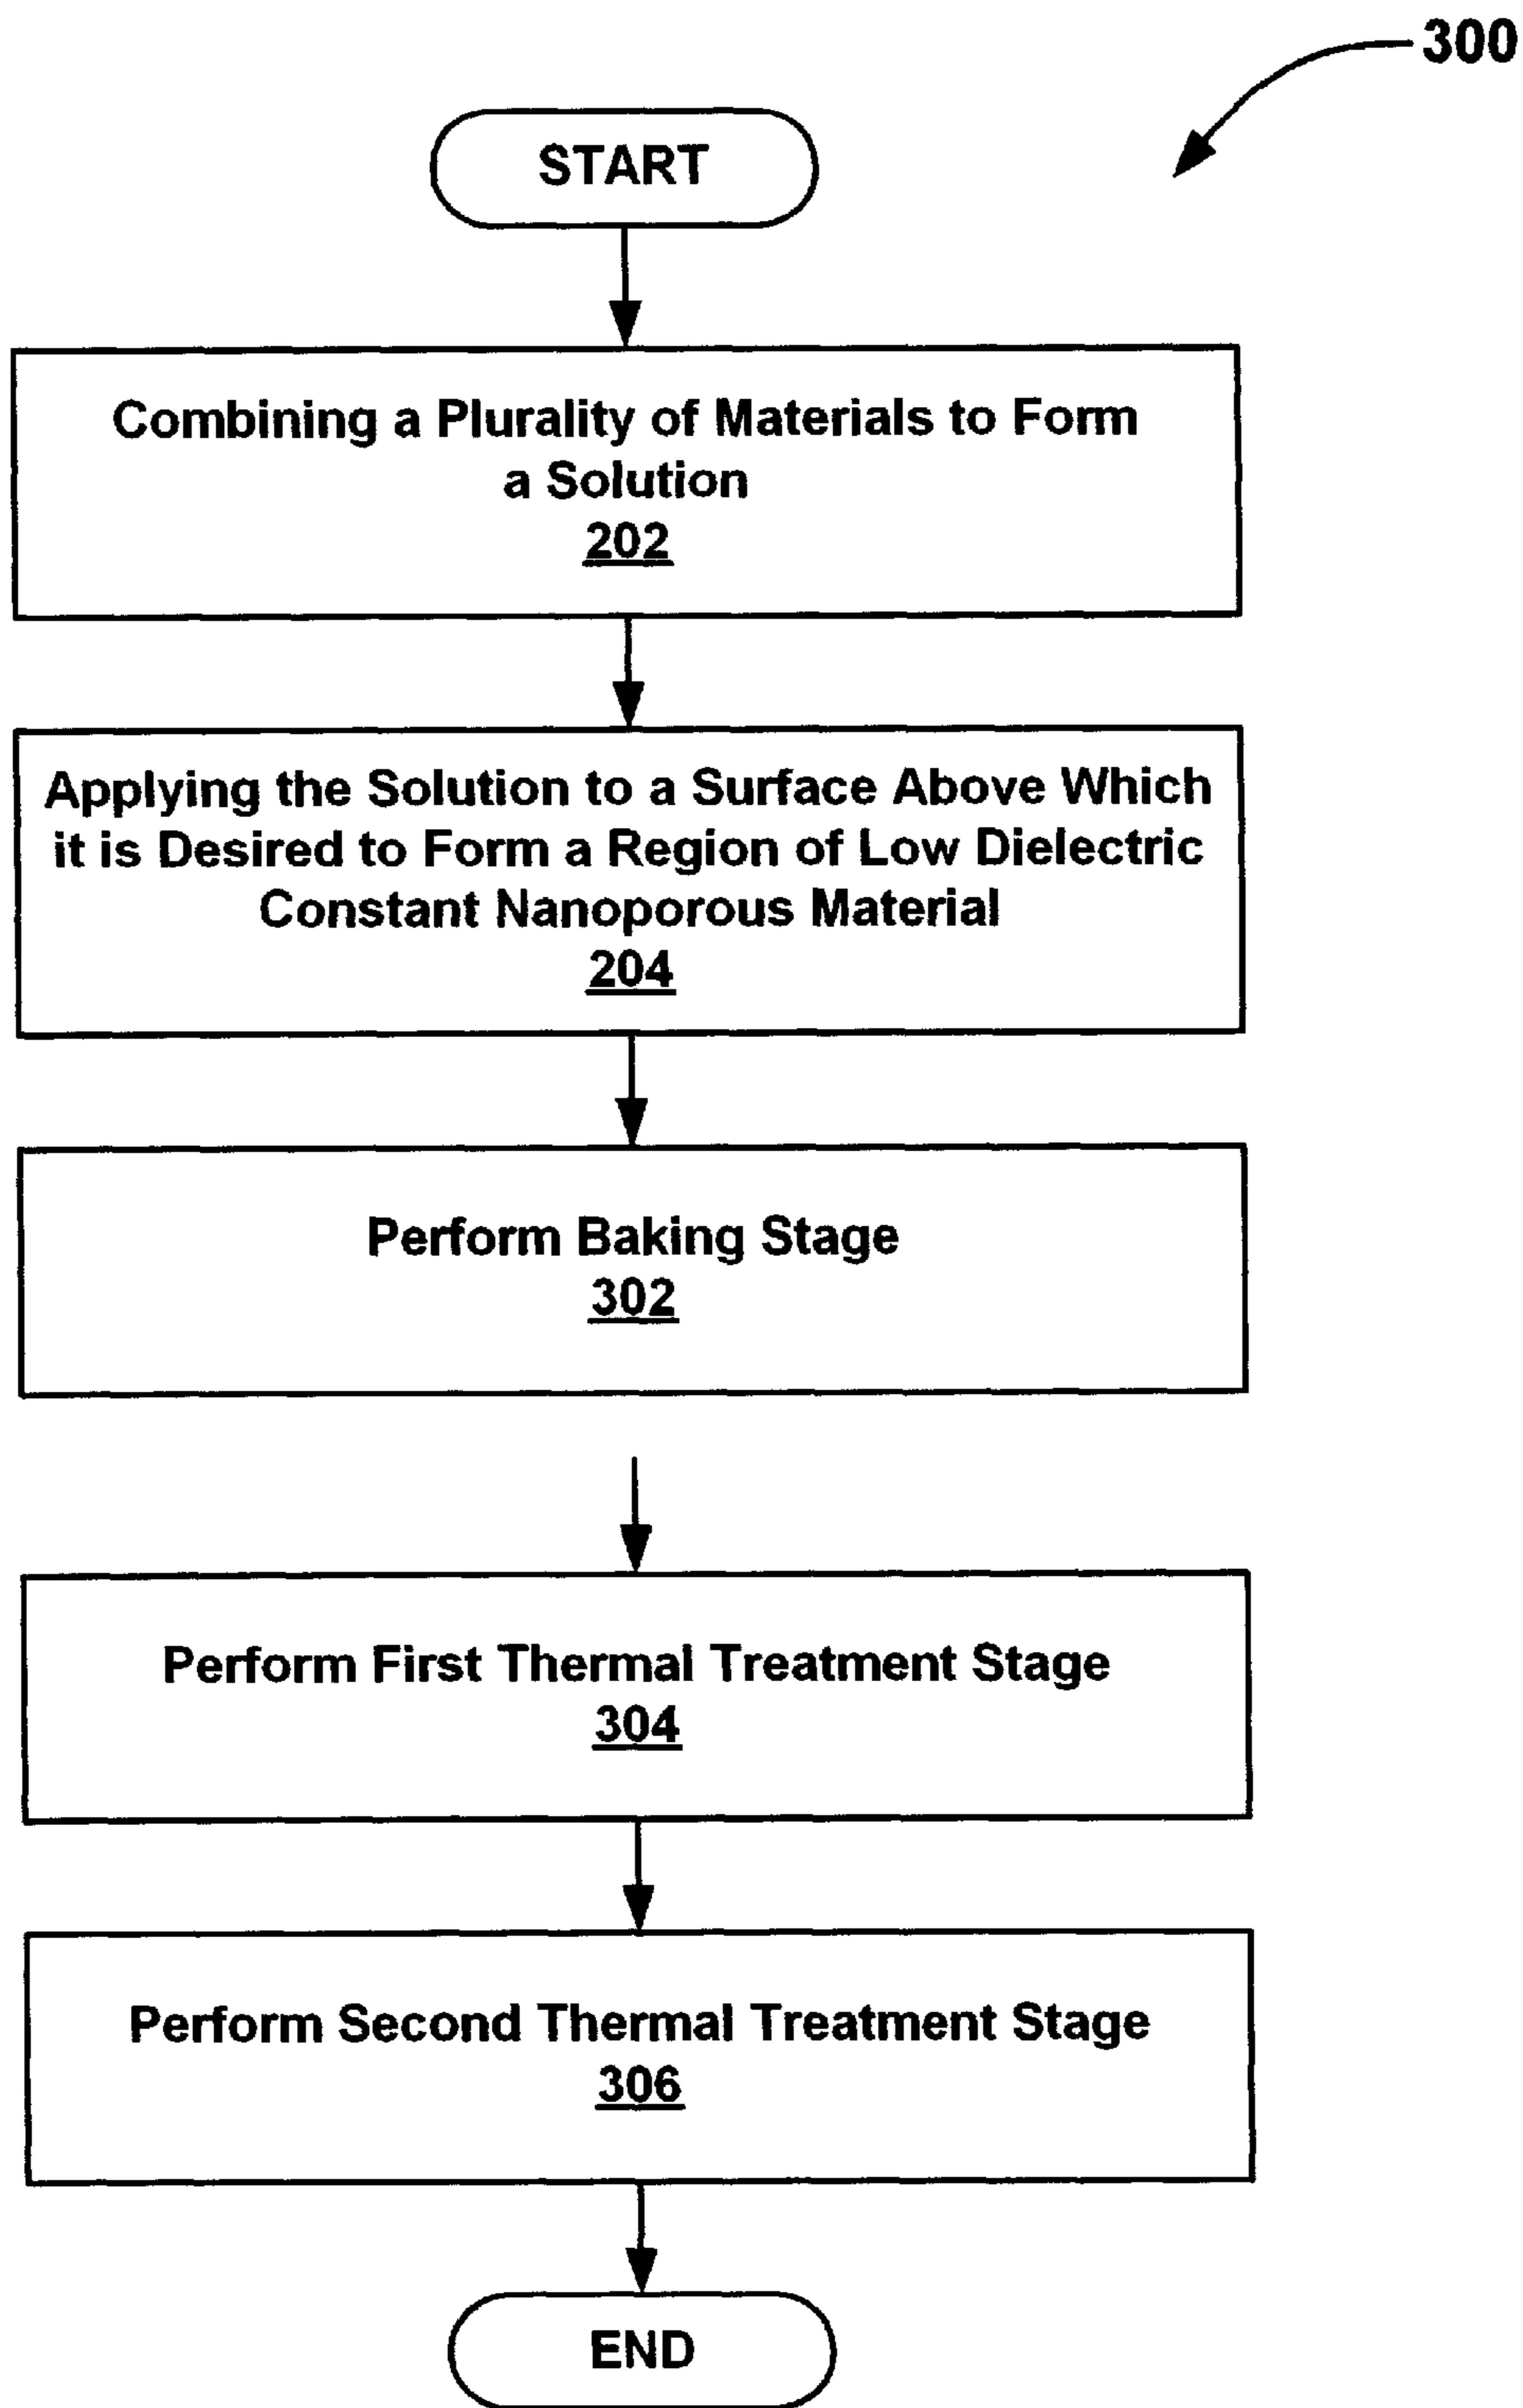 300
START
Combining a Plurality of Materials to Form
a Solution
202
Applying the Solution to a Surface Above Which
it is Desired to Form a Region of Low Dielectric
Constant Nanoporous Material
204
Perform Baking Stage
302
Perform First Thermal Treatment Stage
304
Perform Second Thermal Treatment Stage
306
END